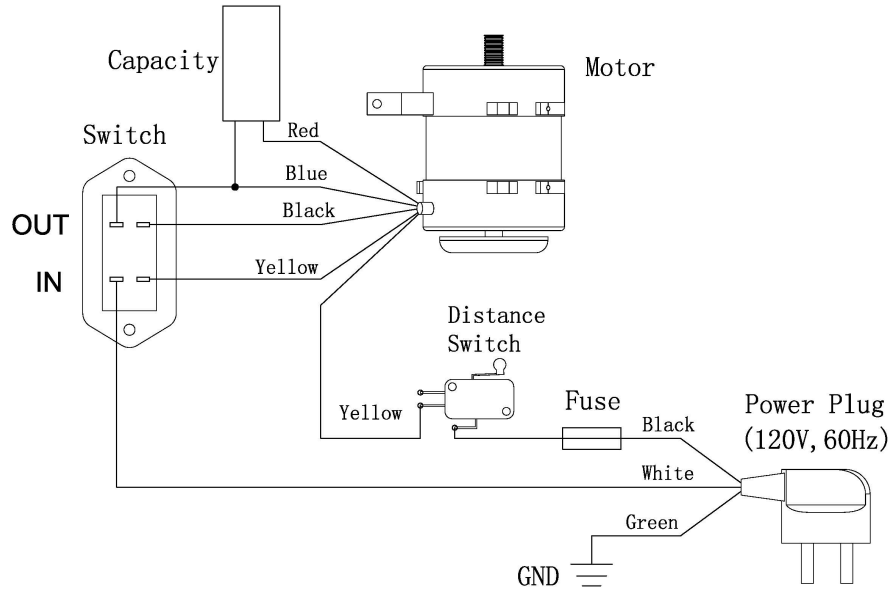 Capacity
Motor
Red
Switch
Blue
OUT
Black
IN
Yellow
Distance
Switch
Yellow
Fuse
Black
Power Plug
(120V,60Hz)
White
Green
GND